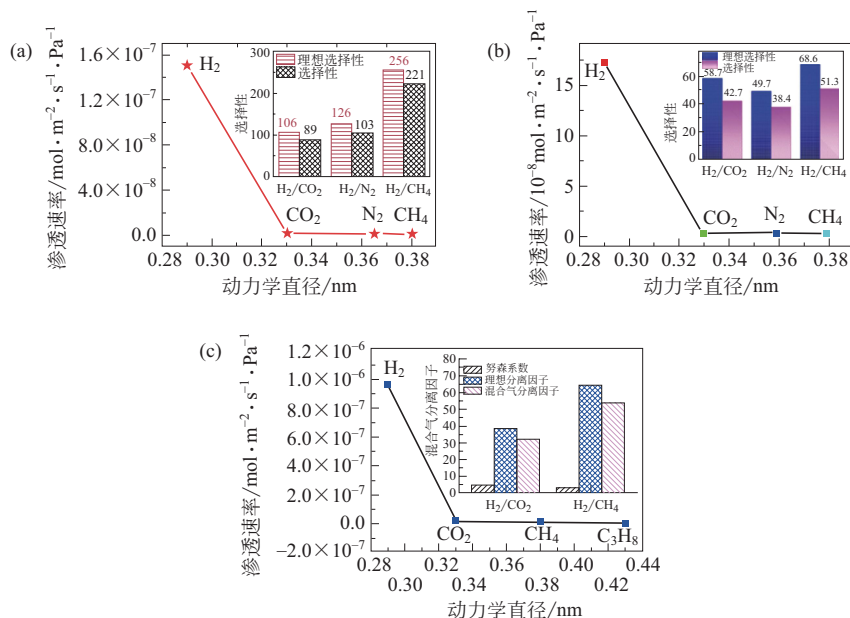 (a)
渗透速率/mol·m⁻²·s⁻¹·Pa⁻¹
1.6×10⁻⁷
1.2×10⁻⁷
8.0×10⁻⁸
4.0×10⁻⁸
0.0
H₂
CO₂
N₂
CH₄
0.28 0.30 0.32 0.34 0.36 0.38
动力学直径/nm
选择性
300
200
100
0
理想选择性
选择性
106
89
126
103
256
221
H₂/CO₂ H₂/N₂ H₂/CH₄
(b)
渗透速率/10⁻⁸mol·m⁻²·s⁻¹·Pa⁻¹
15
10
5
0
H₂
CO₂
N₂
CH₄
0.28 0.30 0.32 0.34 0.36 0.38
动力学直径/nm
选择性
60
40
20
0
理想选择性
选择性
58.7
42.7
49.7
38.4
68.6
51.3
H₂/CO₂ H₂/N₂ H₂/CH₄
(c)
渗透速率/mol·m⁻²·s⁻¹·Pa⁻¹
1.2×10⁻⁶
1.0×10⁻⁶
8.0×10⁻⁷
6.0×10⁻⁷
4.0×10⁻⁷
2.0×10⁻⁷
0.0
−2.0×10⁻⁷
H₂
CO₂
CH₄
C₃H₈
0.28 0.32 0.34 0.36 0.38 0.40 0.44
0.30 0.42
动力学直径/nm
混合气分离因子
80
70
60
50
40
30
20
10
0
努森系数
理想分离因子
混合气分离因子
H₂/CO₂ H₂/CH₄